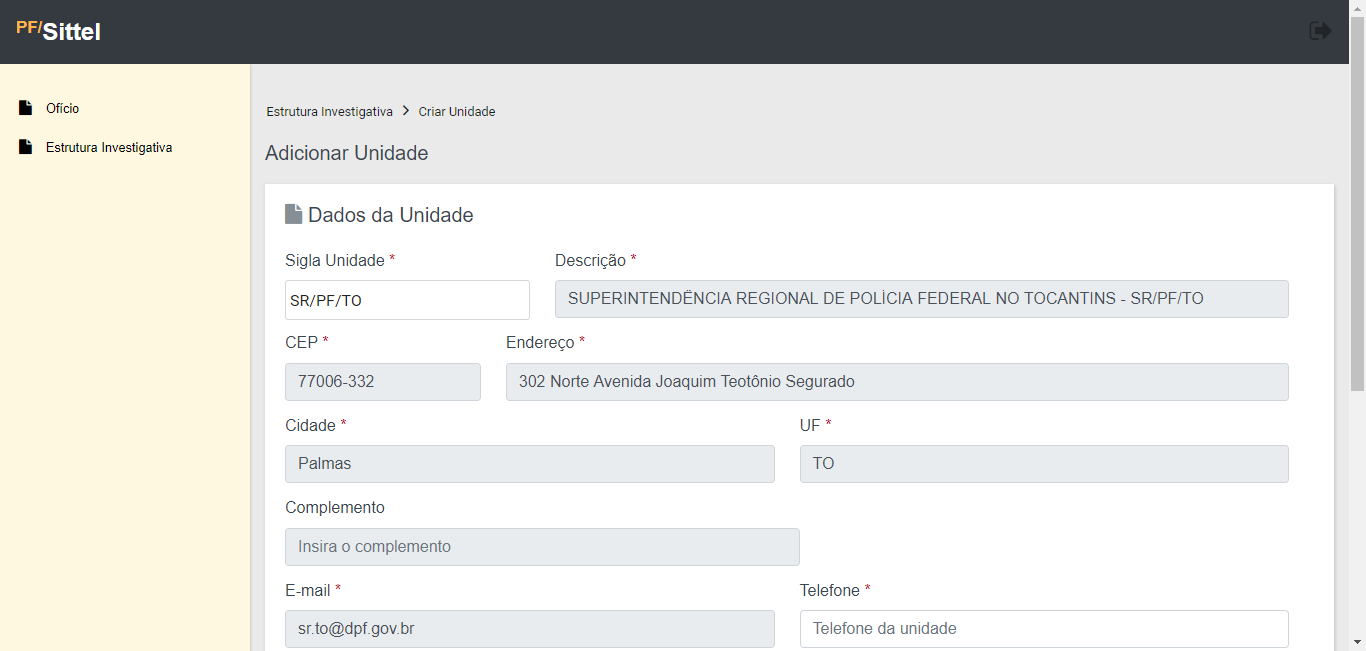 PF/Sittel
Ofício
Estrutura Investigativa
Estrutura Investigativa > Criar Unidade
Adicionar Unidade
Dados da Unidade
Sigla Unidade * Descrição *
SR/PF/TO SUPERINTENDÊNCIA REGIONAL DE POLÍCIA FEDERAL NO TOCANTINS - SR/PF/TO
CEP * Endereço *
77006-332 302 Norte Avenida Joaquim Teotônio Segurado
Cidade * UF *
Palmas TO
Complemento
Insira o complemento
E-mail * Telefone *
sr.to@dpf.gov.br Telefone da unidade